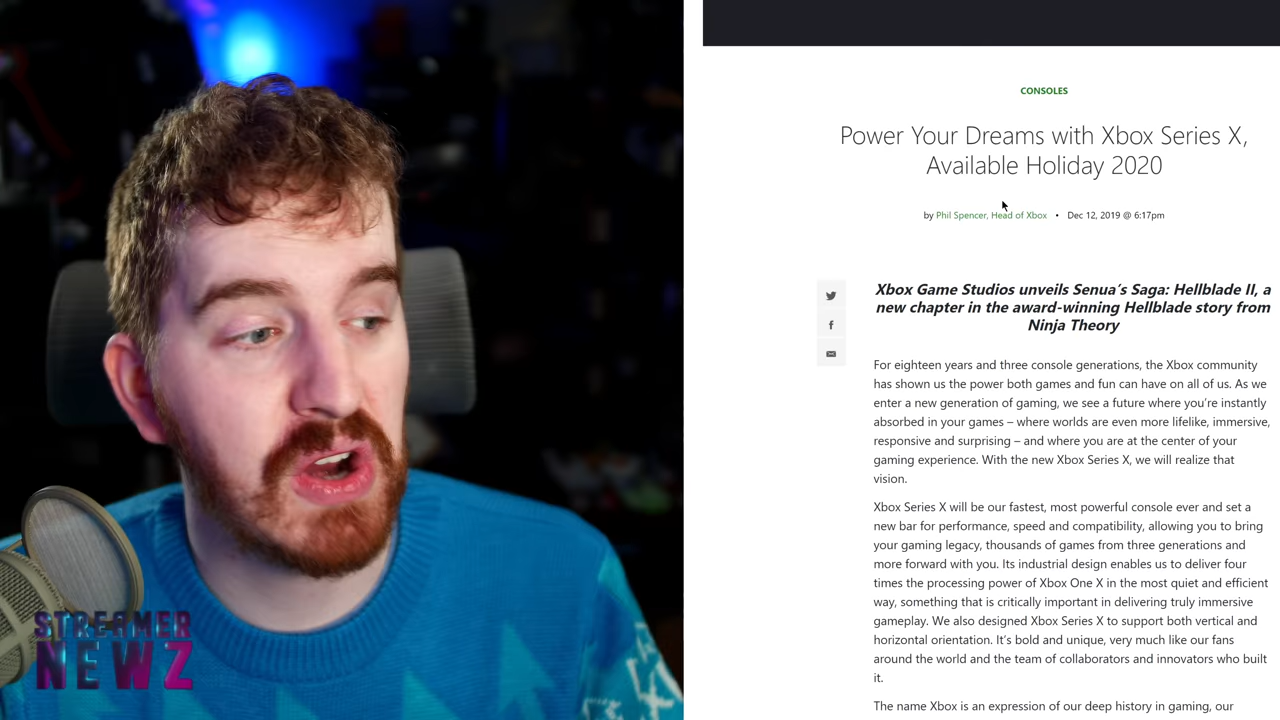 STREAMER
NEWZ
CONSOLES
Power Your Dreams with Xbox Series X,
Available Holiday 2020
by Phil Spencer, Head of Xbox • Dec 12, 2019 @ 6:17pm
Xbox Game Studios unveils Senua's Saga: Hellblade II, a
new chapter in the award-winning Hellblade story from
Ninja Theory
For eighteen years and three console generations, the Xbox community
has shown us the power both games and fun can have on all of us. As we
enter a new generation of gaming, we see a future where you're instantly
absorbed in your games – where worlds are even more lifelike, immersive,
responsive and surprising – and where you are at the center of your
gaming experience. With the new Xbox Series X, we will realize that
vision.
Xbox Series X will be our fastest, most powerful console ever and set a
new bar for performance, speed and compatibility, allowing you to bring
your gaming legacy, thousands of games from three generations and
more forward with you. Its industrial design enables us to deliver four
times the processing power of Xbox One X in the most quiet and efficient
way, something that is critically important in delivering truly immersive
gameplay. We also designed Xbox Series X to support both vertical and
horizontal orientation. It's bold and unique, very much like our fans
around the world and the team of collaborators and innovators who built
it.
The name Xbox is an expression of our deep history in gaming, our